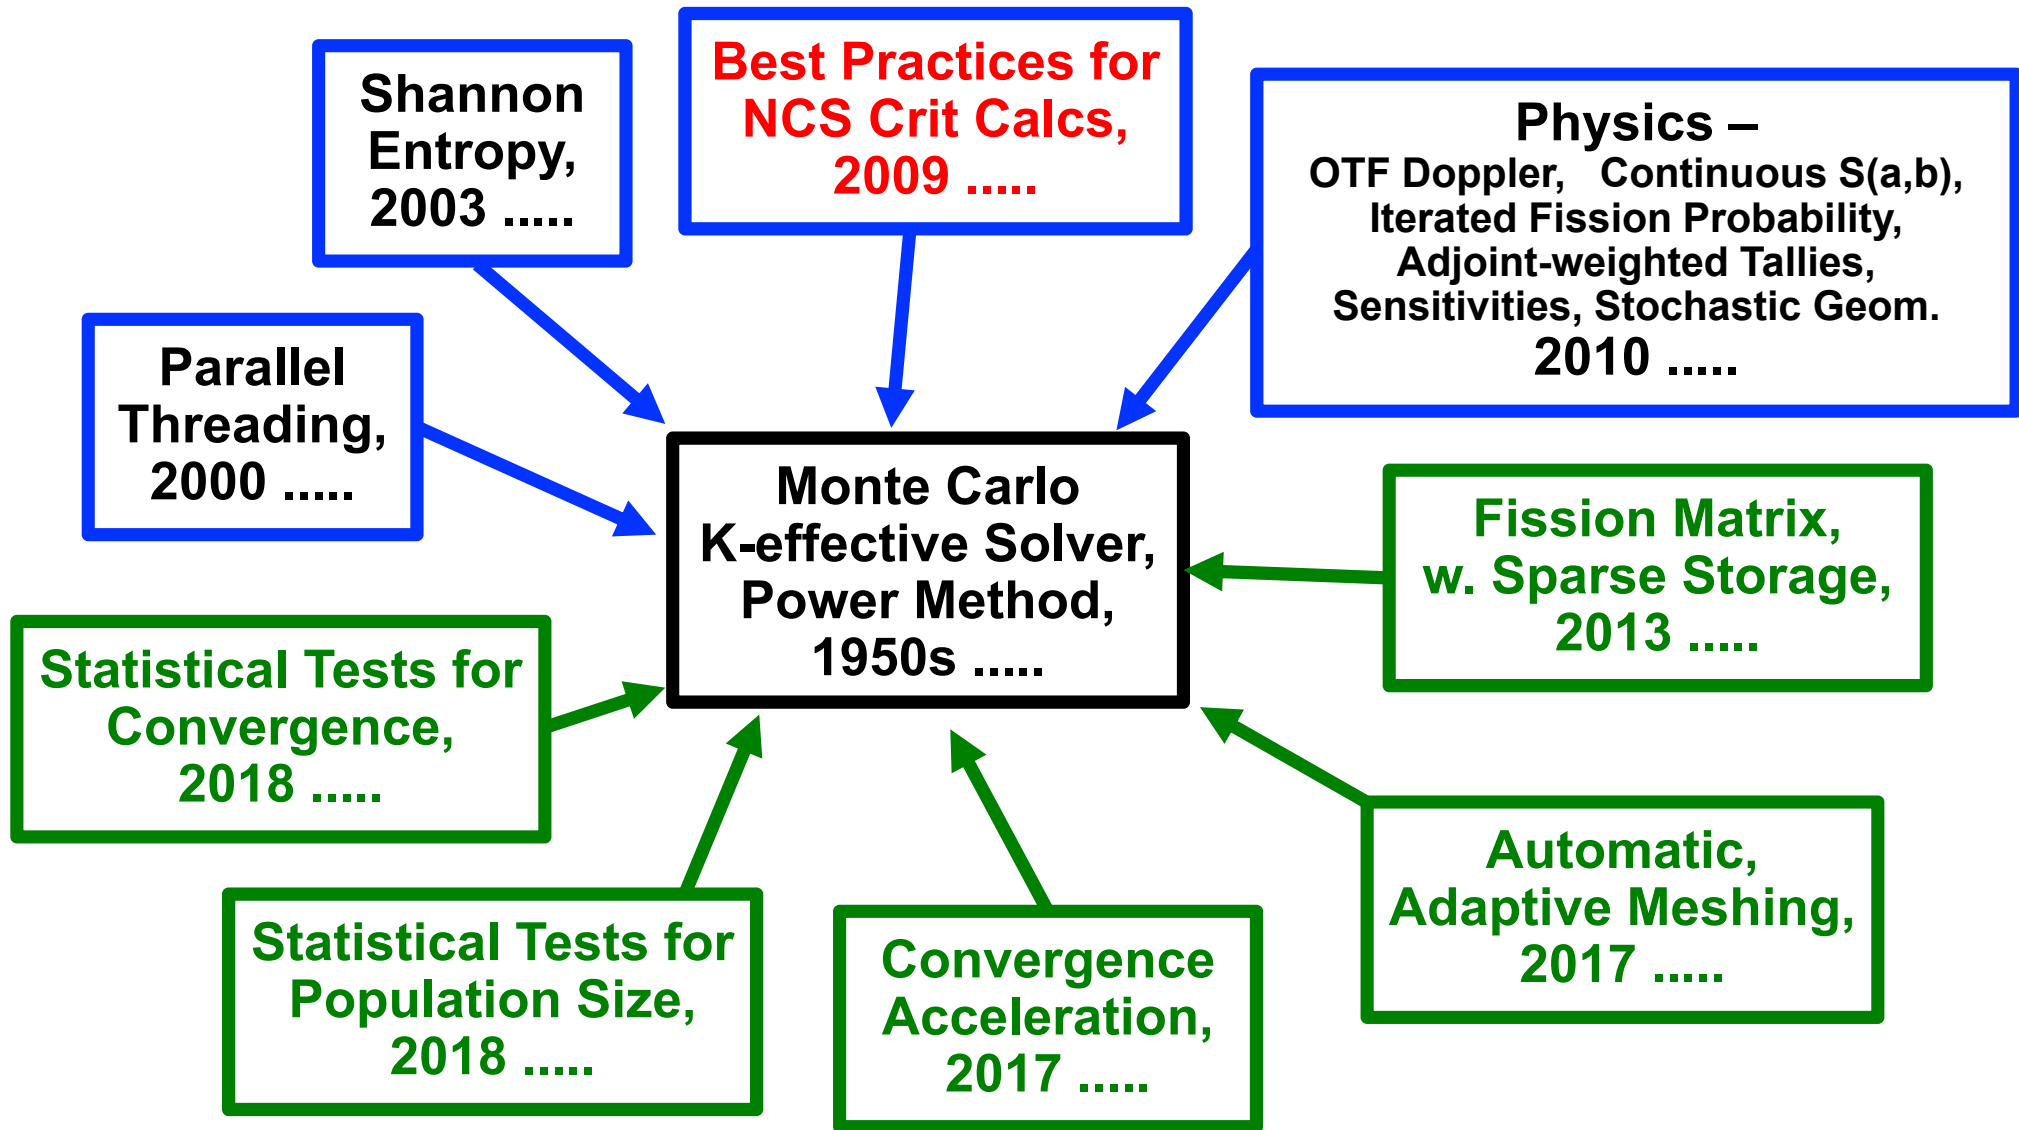 Shannon
Entropy,
2003 .....
Best Practices for
NCS Crit Calcs,
2009 .....
Physics –
OTF Doppler, Continuous S(a,b),
Iterated Fission Probability,
Adjoint-weighted Tallies,
Sensitivities, Stochastic Geom.
2010 .....
Parallel
Threading,
2000 .....
Monte Carlo
K-effective Solver,
Power Method,
1950s .....
Fission Matrix,
w. Sparse Storage,
2013 .....
Statistical Tests for
Convergence,
2018 .....
Automatic,
Adaptive Meshing,
2017 .....
Statistical Tests for
Population Size,
2018 .....
Convergence
Acceleration,
2017 .....